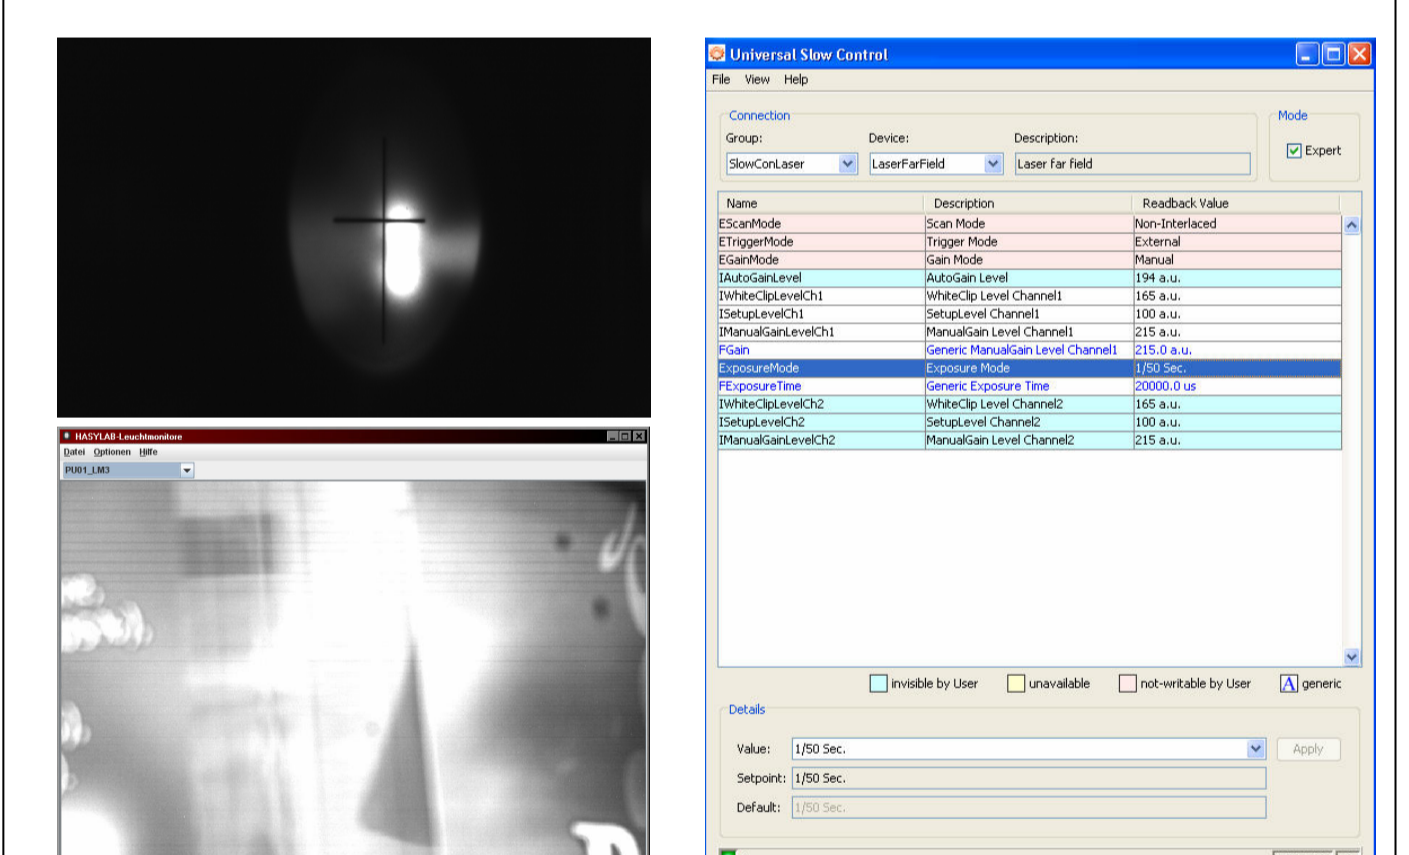 HASYLAB-Leuchtmonitore
Datei Optionen Hilfe
PU01_LM3
Universal Slow Control
File View Help
Connection
Mode
Group: Device: Description:
SlowConLaser LaserFarField Laser far field
Expert
Name Description Readback Value
EScanMode Scan Mode Non-Interlaced
ETriggerMode Trigger Mode External
EGainMode Gain Mode Manual
IAutoGainLevel AutoGain Level 194 a.u.
IWhiteClipLevelCh1 WhiteClip Level Channel1 165 a.u.
ISetupLevelCh1 SetupLevel Channel1 100 a.u.
IManualGainLevelCh1 ManualGain Level Channel1 215 a.u.
FGain Generic ManualGain Level Channel1 215.0 a.u.
ExposureMode Exposure Mode 1/50 Sec.
FExposureTime Generic Exposure Time 20000.0 us
IWhiteClipLevelCh2 WhiteClip Level Channel2 165 a.u.
ISetupLevelCh2 SetupLevel Channel2 100 a.u.
IManualGainLevelCh2 ManualGain Level Channel2 215 a.u.
invisible by User unavailable not-writable by User A generic
Details
Value: 1/50 Sec. Apply
Setpoint: 1/50 Sec.
Default: 1/50 Sec.